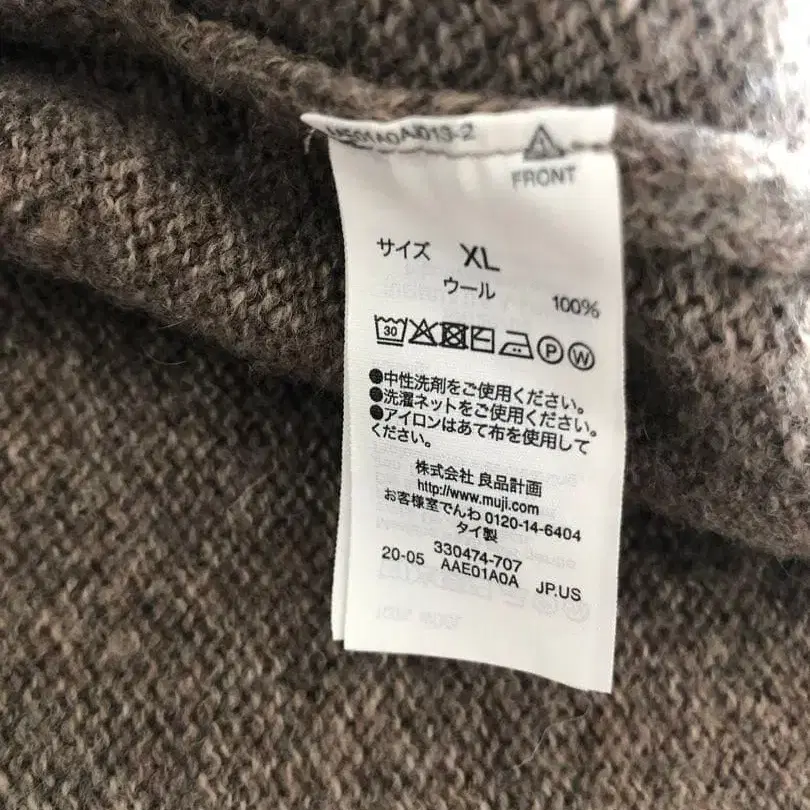 FRONT
サイズ XL
ウール 100%
30
P W
●中性洗剤をご使用ください。
●洗濯ネットをご使用ください。
●アイロンはあて布を使用して
ください。
株式会社 良品計画
http://www.muji.com
お客様室でんわ 0120-14-6404
タイ製
330474-707
20-05 AAE01A0A JP.US